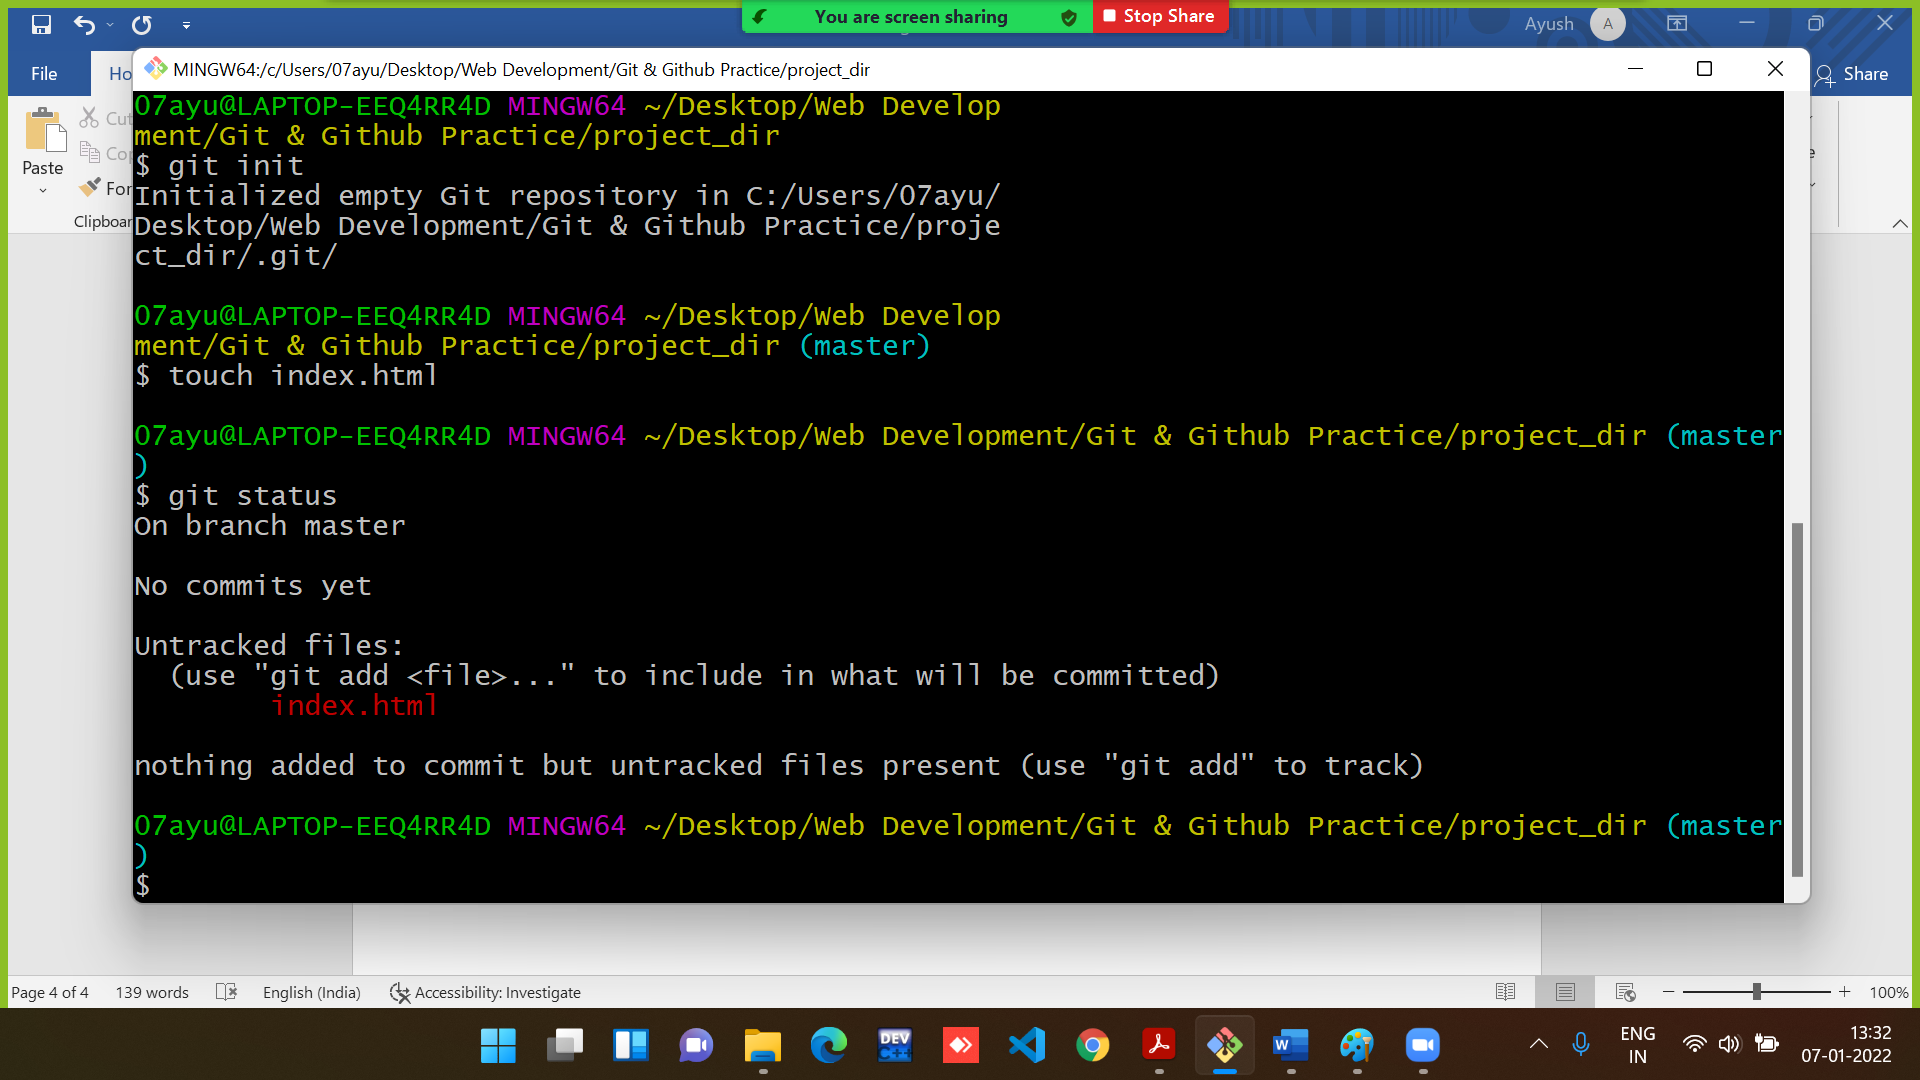 You are screen sharing
Stop Share
Ayush
A
File
Ho
Share
MINGW64:/c/Users/07ayu/Desktop/Web Development/Git & Github Practice/project_dir
Cu
Cop
Paste
For
Clipboar
07ayu@LAPTOP-EEQ4RR4D MINGW64 ~/Desktop/Web Develop
ment/Git & Github Practice/project_dir
$ git init
Initialized empty Git repository in C:/Users/07ayu/
Desktop/Web Development/Git & Github Practice/proje
ct_dir/.git/
07ayu@LAPTOP-EEQ4RR4D MINGW64 ~/Desktop/Web Develop
ment/Git & Github Practice/project_dir (master)
$ touch index.html
07ayu@LAPTOP-EEQ4RR4D MINGW64 ~/Desktop/Web Development/Git & Github Practice/project_dir (master
)
$ git status
On branch master
No commits yet
Untracked files:
(use "git add <file>..." to include in what will be committed)
index.html
nothing added to commit but untracked files present (use "git add" to track)
07ayu@LAPTOP-EEQ4RR4D MINGW64 ~/Desktop/Web Development/Git & Github Practice/project_dir (master
)
$
Page 4 of 4 139 words English (India) Accessibility: Investigate 100%
DEV
C++
W
ENG
IN
13:32
07-01-2022